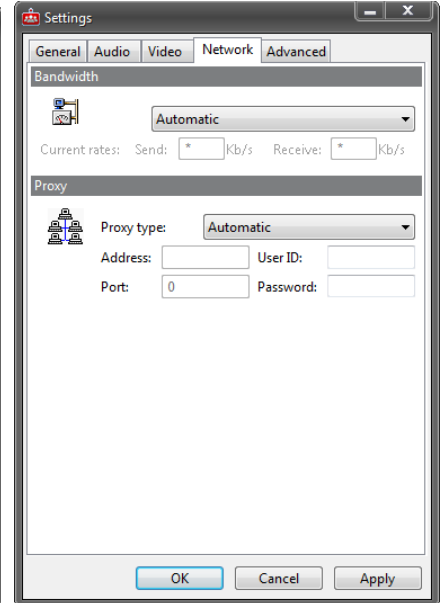 Settings
General Audio Video Network Advanced
Bandwidth
Automatic
Current rates: Send: * Kb/s Receive: * Kb/s
Proxy
Proxy type: Automatic
Address: User ID:
Port: 0 Password:
OK Cancel Apply